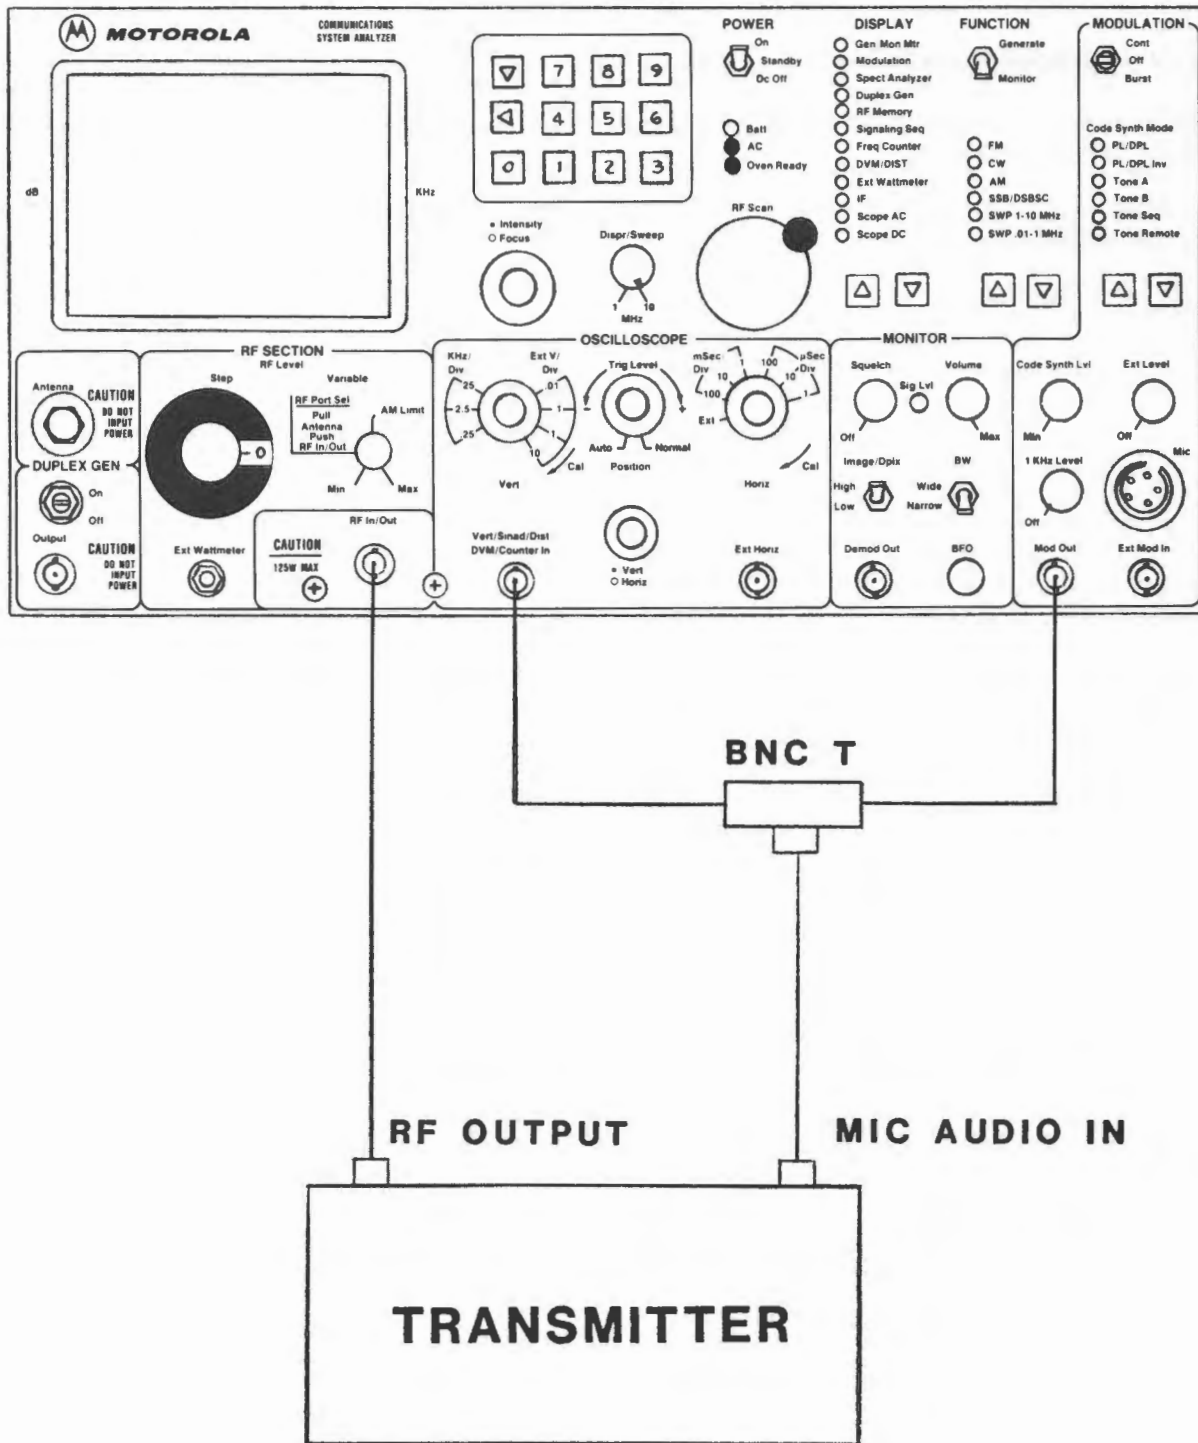 MOTOROLA
COMMUNICATIONS
SYSTEM ANALYZER
dB
KHz
7 8 9
4 5 6
0 1 2 3
Intensity
Focus
Dispr/Sweep
1 10
MHz
POWER
On
Standby
Dc Off
Batt
AC
Oven Ready
RF Scan
DISPLAY
Gen Mon Mtr
Modulation
Spect Analyzer
Duplex Gen
RF Memory
Signaling Seq
Freq Counter
DVM/DIST
Ext Wattmeter
IF
Scope AC
Scope DC
FUNCTION
Generate
Monitor
FM
CW
AM
SSB/DSBSC
SWP 1-10 MHz
SWP .01-1 MHz
MODULATION
Cont
Off
Burst
Code Synth Mode
PL/DPL
PL/DPL Inv
Tone A
Tone B
Tone Seq
Tone Remote
Antenna
CAUTION
DO NOT
INPUT
POWER
DUPLEX GEN
On
Off
Output
CAUTION
DO NOT
INPUT
POWER
RF SECTION
RF Level
Step
0
Variable
RF Port Sel
Pull
Antenna
Push
RF In/Out
AM Limit
Min Max
Ext Wattmeter
CAUTION
125W MAX
RF In/Out
OSCILLOSCOPE
KHz/
Div
.25
2.5
25
Ext V/
Div
.01
.1
1
10
Cal
Vert
Trig Level
- +
Auto Normal
Position
mSec
Div
1
10
100
Ext
µSec
Div
100
10
1
Cal
Horiz
Vert/Sinad/Dist
DVM/Counter In
Vert
Horiz
Ext Horiz
MONITOR
Squelch
Off
Sig Lvl
Volume
Max
Image/Dplx
High
Low
BW
Wide
Narrow
Demod Out
BFO
Code Synth Lvl
Min
Ext Level
Off
1 KHz Level
Off
Mic
Mod Out
Ext Mod In
BNC T
RF OUTPUT
MIC AUDIO IN
TRANSMITTER